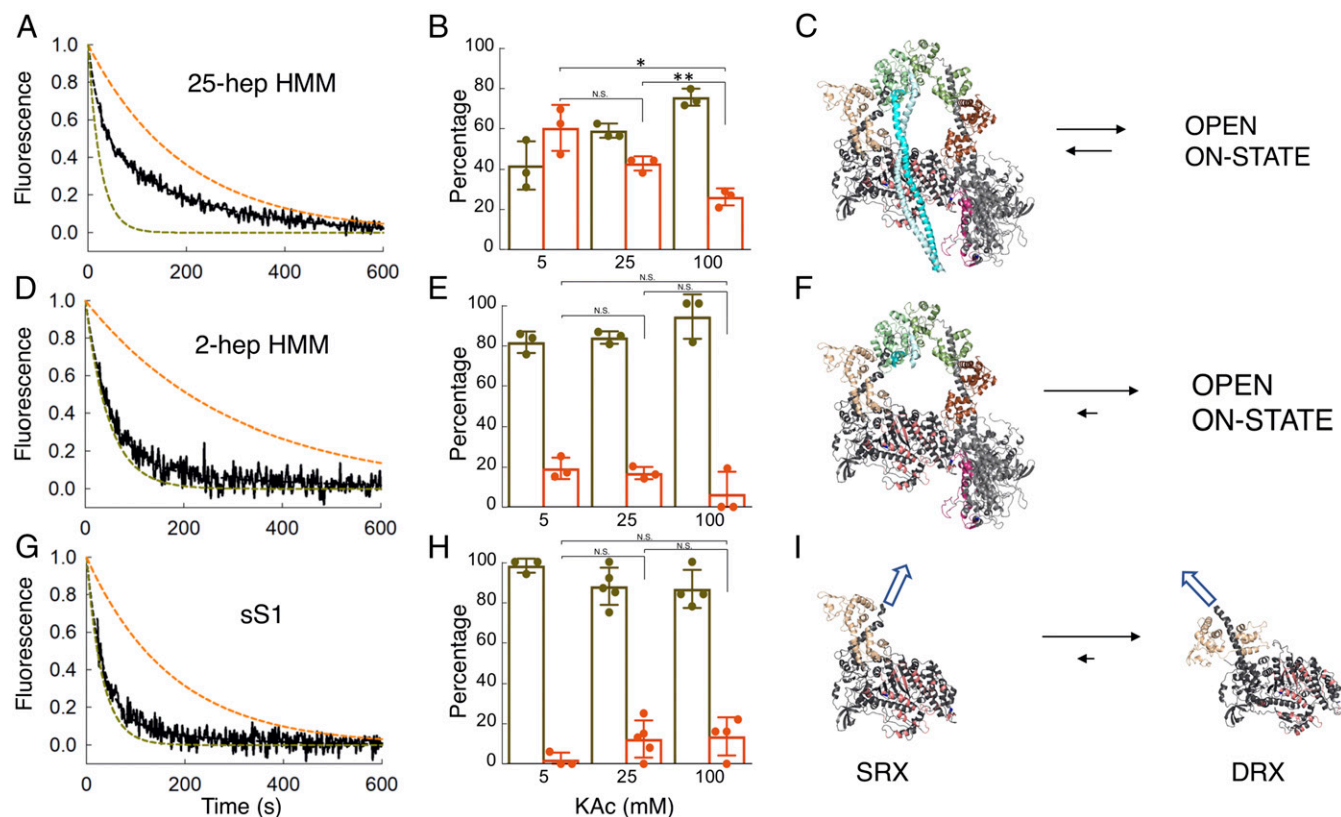 A
25-hep HMM
Fluorescence
1.0
0.8
0.6
0.4
0.2
0.0
0
200
400
600
B
Percentage
100
80
60
40
20
0
*
**
N.S.
5
25
100
C
OPEN
ON-STATE
D
2-hep HMM
Fluorescence
1.0
0.8
0.6
0.4
0.2
0.0
0
200
400
600
E
Percentage
100
80
60
40
20
0
N.S.
N.S.
N.S.
5
25
100
F
OPEN
ON-STATE
G
sS1
Fluorescence
1.0
0.8
0.6
0.4
0.2
0.0
0
200
400
600
Time (s)
H
Percentage
100
80
60
40
20
0
N.S.
N.S.
N.S.
5
25
100
KAc (mM)
I
SRX
DRX